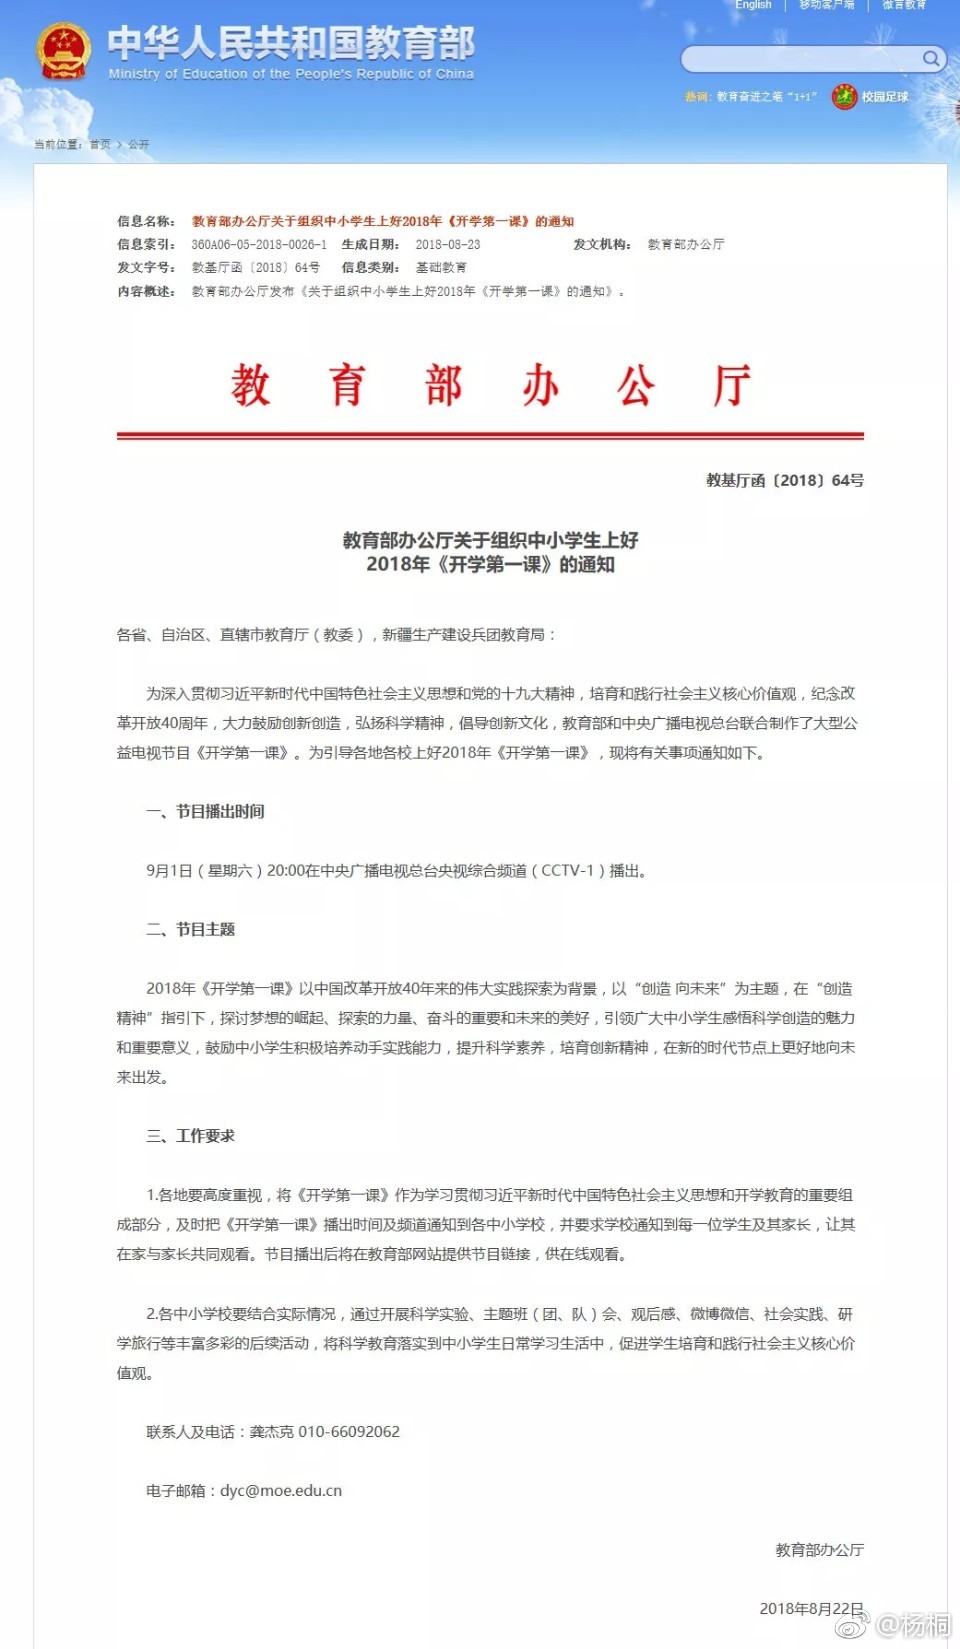 English | 移动客户端 | 微言教育
中华人民共和国教育部
Ministry of Education of the People's Republic of China
热词：教育奋进之笔“1+1” 校园足球
当前位置：首页 > 公开
信息名称： 教育部办公厅关于组织中小学生上好2018年《开学第一课》的通知
信息索引： 360A06-05-2018-0026-1 生成日期： 2018-08-23 发文机构： 教育部办公厅
发文字号： 教基厅函〔2018〕64号 信息类别： 基础教育
内容概述： 教育部办公厅发布《关于组织中小学生上好2018年《开学第一课》的通知》。
教育部办公厅
教基厅函〔2018〕64号
教育部办公厅关于组织中小学生上好
2018年《开学第一课》的通知
各省、自治区、直辖市教育厅（教委），新疆生产建设兵团教育局：
为深入贯彻习近平新时代中国特色社会主义思想和党的十九大精神，培育和践行社会主义核心价值观，纪念改
革开放40周年，大力鼓励创新创造，弘扬科学精神，倡导创新文化，教育部和中央广播电视总台联合制作了大型公
益电视节目《开学第一课》。为引导各地各校上好2018年《开学第一课》，现将有关事项通知如下。
一、节目播出时间
9月1日（星期六）20:00在中央广播电视总台央视综合频道（CCTV-1）播出。
二、节目主题
2018年《开学第一课》以中国改革开放40年来的伟大实践探索为背景，以“创造 向未来”为主题，在“创造
精神”指引下，探讨梦想的崛起、探索的力量、奋斗的重要和未来的美好，引领广大中小学生感悟科学创造的魅力
和重要意义，鼓励中小学生积极培养动手实践能力，提升科学素养，培育创新精神，在新的时代节点上更好地向未
来出发。
三、工作要求
1.各地要高度重视，将《开学第一课》作为学习贯彻习近平新时代中国特色社会主义思想和开学教育的重要组
成部分，及时把《开学第一课》播出时间及频道通知到各中小学校，并要求学校通知到每一位学生及其家长，让其
在家与家长共同观看。节目播出后将在教育部网站提供节目链接，供在线观看。
2.各中小学校要结合实际情况，通过开展科学实验、主题班（团、队）会、观后感、微博微信、社会实践、研
学旅行等丰富多彩的后续活动，将科学教育落实到中小学生日常学习生活中，促进学生培育和践行社会主义核心价
值观。
联系人及电话：龚杰克 010-66092062
电子邮箱：dyc@moe.edu.cn
教育部办公厅
2018年8月22日
@杨桐